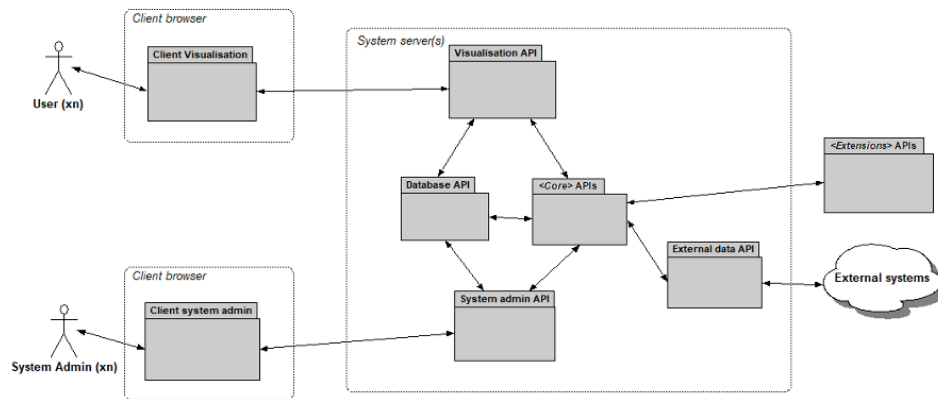 Client browser
Client Visualisation
User (xn)
System server(s)
Visualisation API
Database API
<Core> APIs
<Extensions> APIs
External data API
External systems
System admin API
Client browser
Client system admin
System Admin (xn)